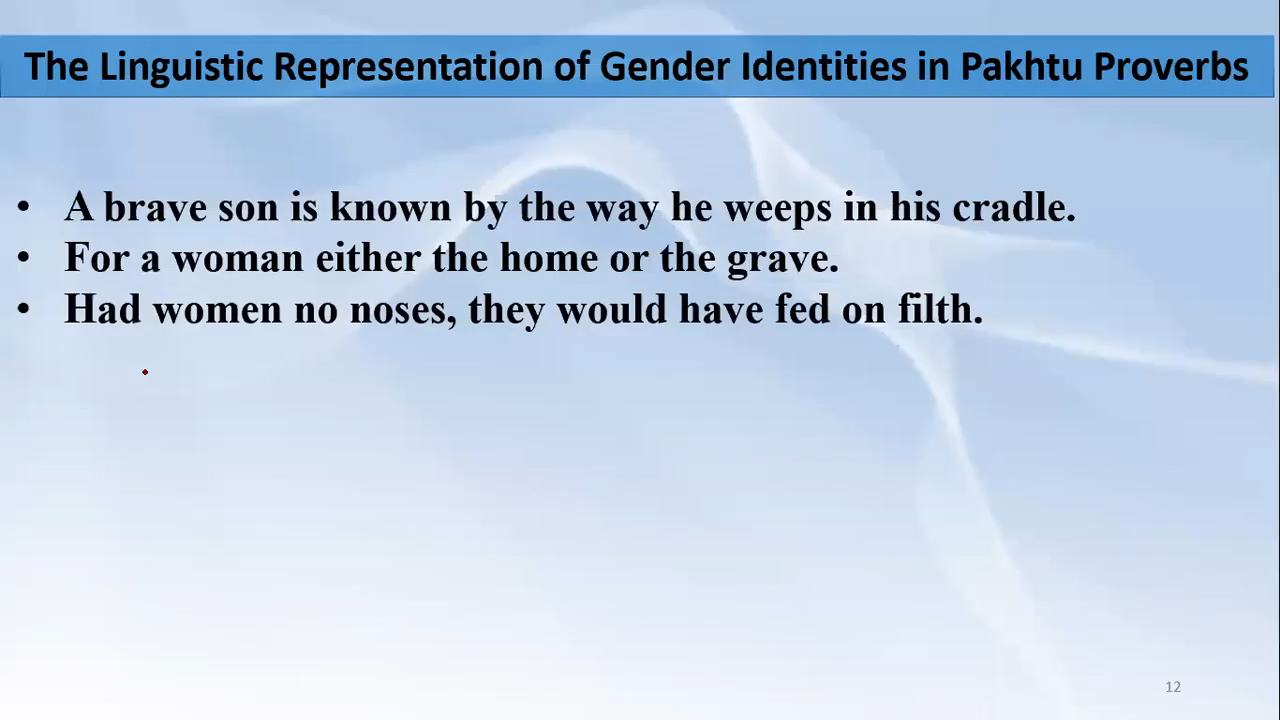 The Linguistic Representation of Gender Identities in Pakhtu Proverbs
• A brave son is known by the way he weeps in his cradle.
• For a woman either the home or the grave.
• Had women no noses, they would have fed on filth.
12